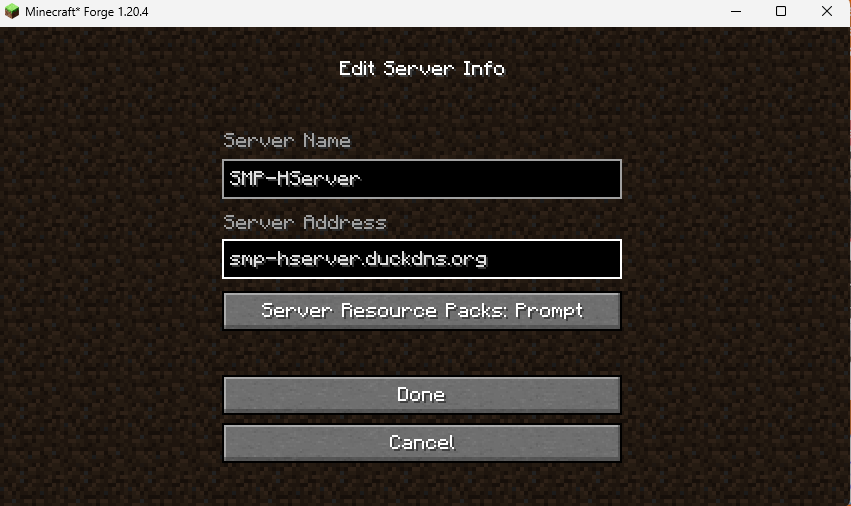 Minecraft* Forge 1.20.4
Edit Server Info
Server Name
SMP-HServer
Server Address
smp-hserver.duckdns.org
Server Resource Packs: Prompt
Done
Cancel